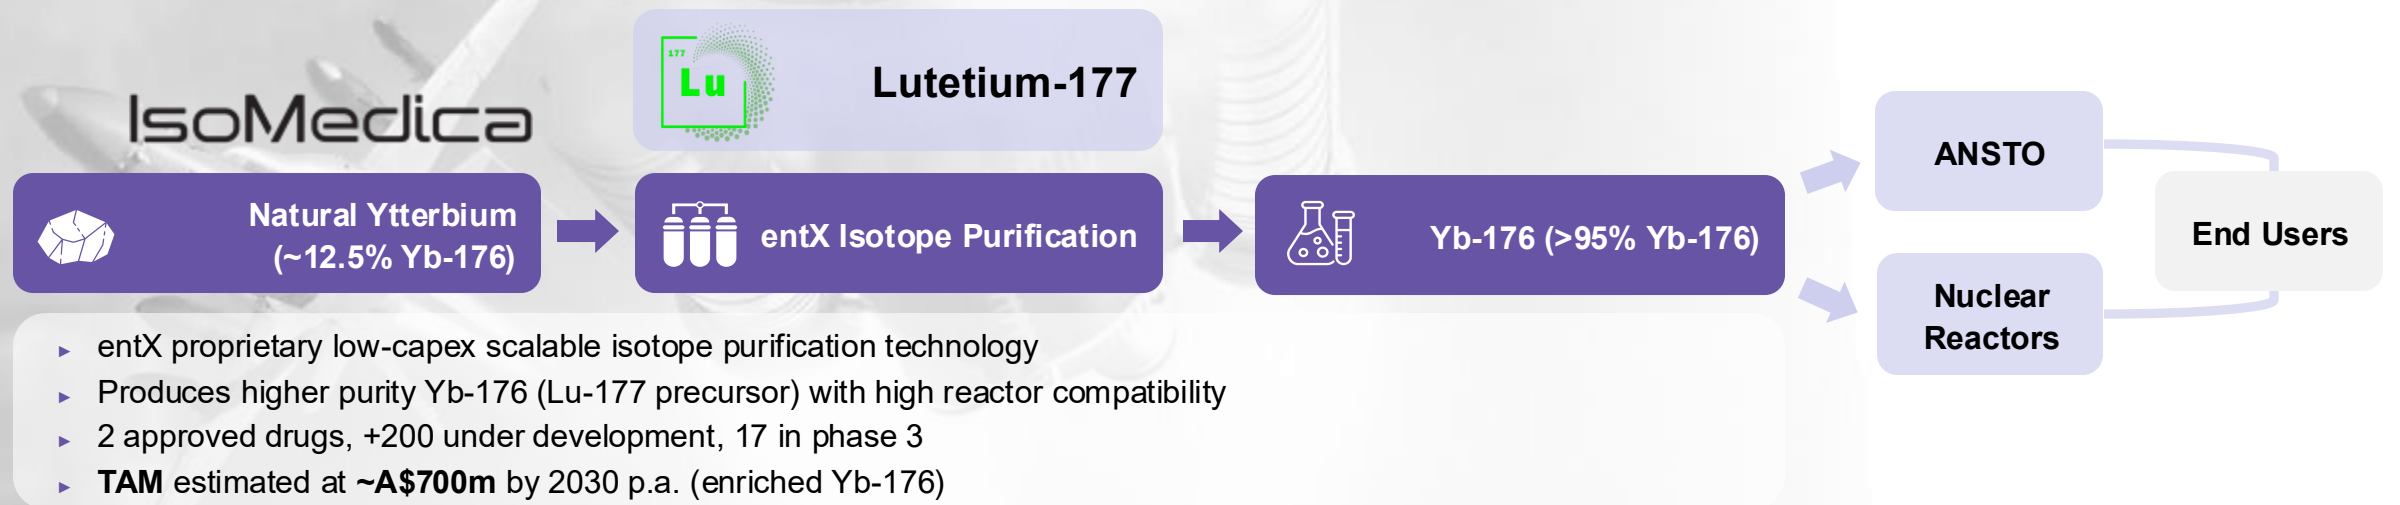 IsoMedica
177
Lu
Lutetium-177
Natural Ytterbium
(~12.5% Yb-176)
entX Isotope Purification
Yb-176 (>95% Yb-176)
ANSTO
Nuclear
Reactors
End Users
► entX proprietary low-capex scalable isotope purification technology
► Produces higher purity Yb-176 (Lu-177 precursor) with high reactor compatibility
► 2 approved drugs, +200 under development, 17 in phase 3
► TAM estimated at ~A$700m by 2030 p.a. (enriched Yb-176)